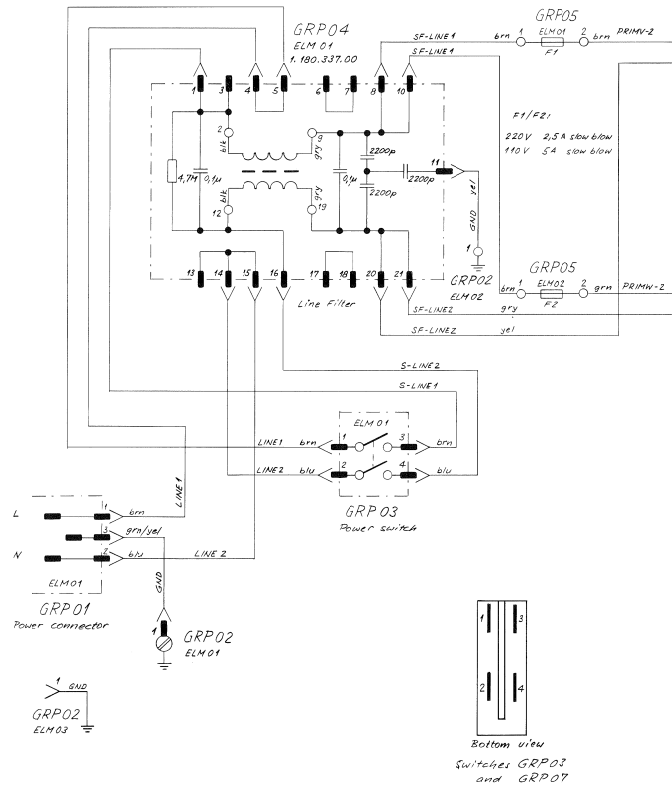 GRP04
ELM 01
1.180.337.00
SF-LINE1
SF-LINE1
GRP05
brn 1 ELM01 2 brn PRIMV-2
F1
F1/F2:
220V 2,5A slow blow
110V 5A slow blow
1 3 4 5 6 7 8 10
2 9
blk gry
4,7M 0,1µ 0,1µ 2200p 2200p 2200p 11
blk gry
12 19
GND yel
1
GRP02
ELM02
13 14 15 16 17 18 20 21
Line Filter
GRP05
brn 1 ELM02 2 grn PRIMW-2
F2
SF-LINE2 gry
SF-LINE2 yel
S-LINE2
S-LINE1
ELM01
LINE1 brn 1 3 brn
LINE2 blu 2 4 blu
GRP03
Power switch
LINE1
L 1 brn
3 grn/yel
N 2 blu LINE2
ELM01
GRP01
Power connector
GND
1
GRP02
ELM01
1 GND
GRP02
ELM03
1 3
2 4
Bottom view
Switches GRP03
and GRP07